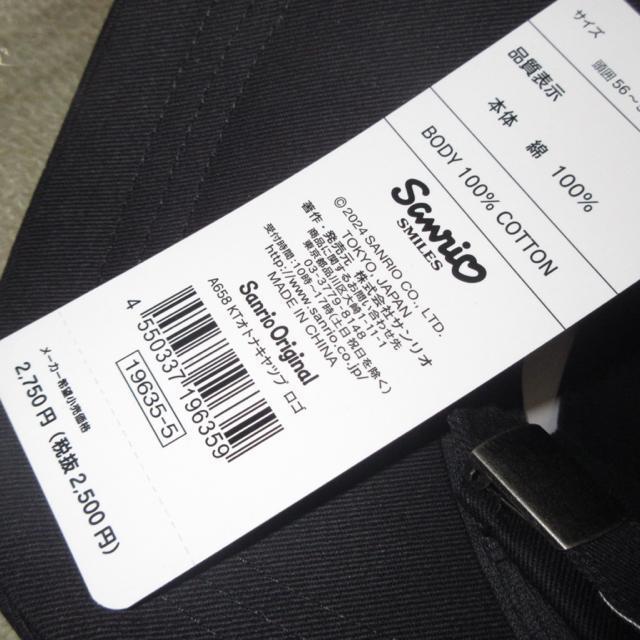 サイズ
頭囲56～
品質表示
本体 綿 100%
BODY 100% COTTON
Sanrio
SMILES
©2024 SANRIO CO., LTD.
TOKYO, JAPAN
著作・発売元 株式会社サンリオ
商品に関するお問い合わせ先
東京都品川区大崎1-11-1
受付時間：10時～17時(土日祝日を除く)
http://www.sanrio.co.jp/
MADE IN CHINA
SanrioOriginal
A658 KTオトナキャップ ロゴ
4 550337 196359
19635-5
メーカー希望小売価格
2,750円(税抜2,500円)